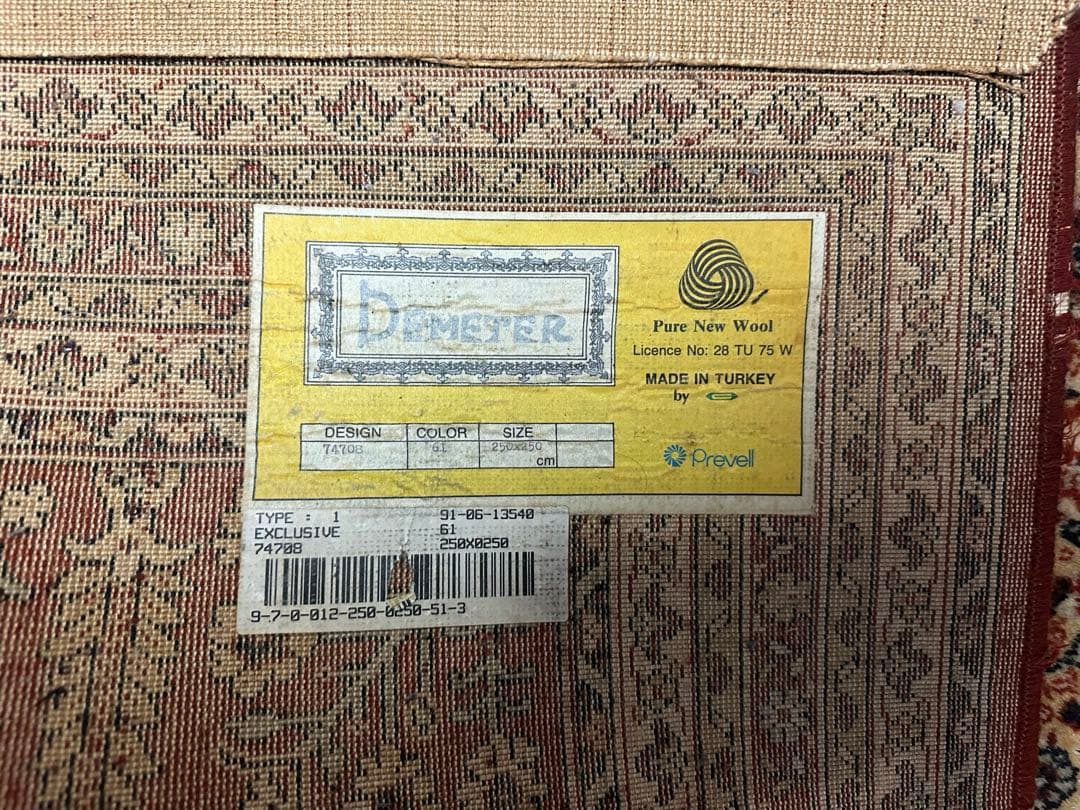 DEMETER
Pure New Wool
Licence No: 28 TU 75 W
MADE IN TURKEY
by
DESIGN COLOR SIZE
74708 61 250x250
cm
Prevell
TYPE : 1 91-06-13540
EXCLUSIVE 61
74708 250X0250
9-7-0-012-250-0250-51-3